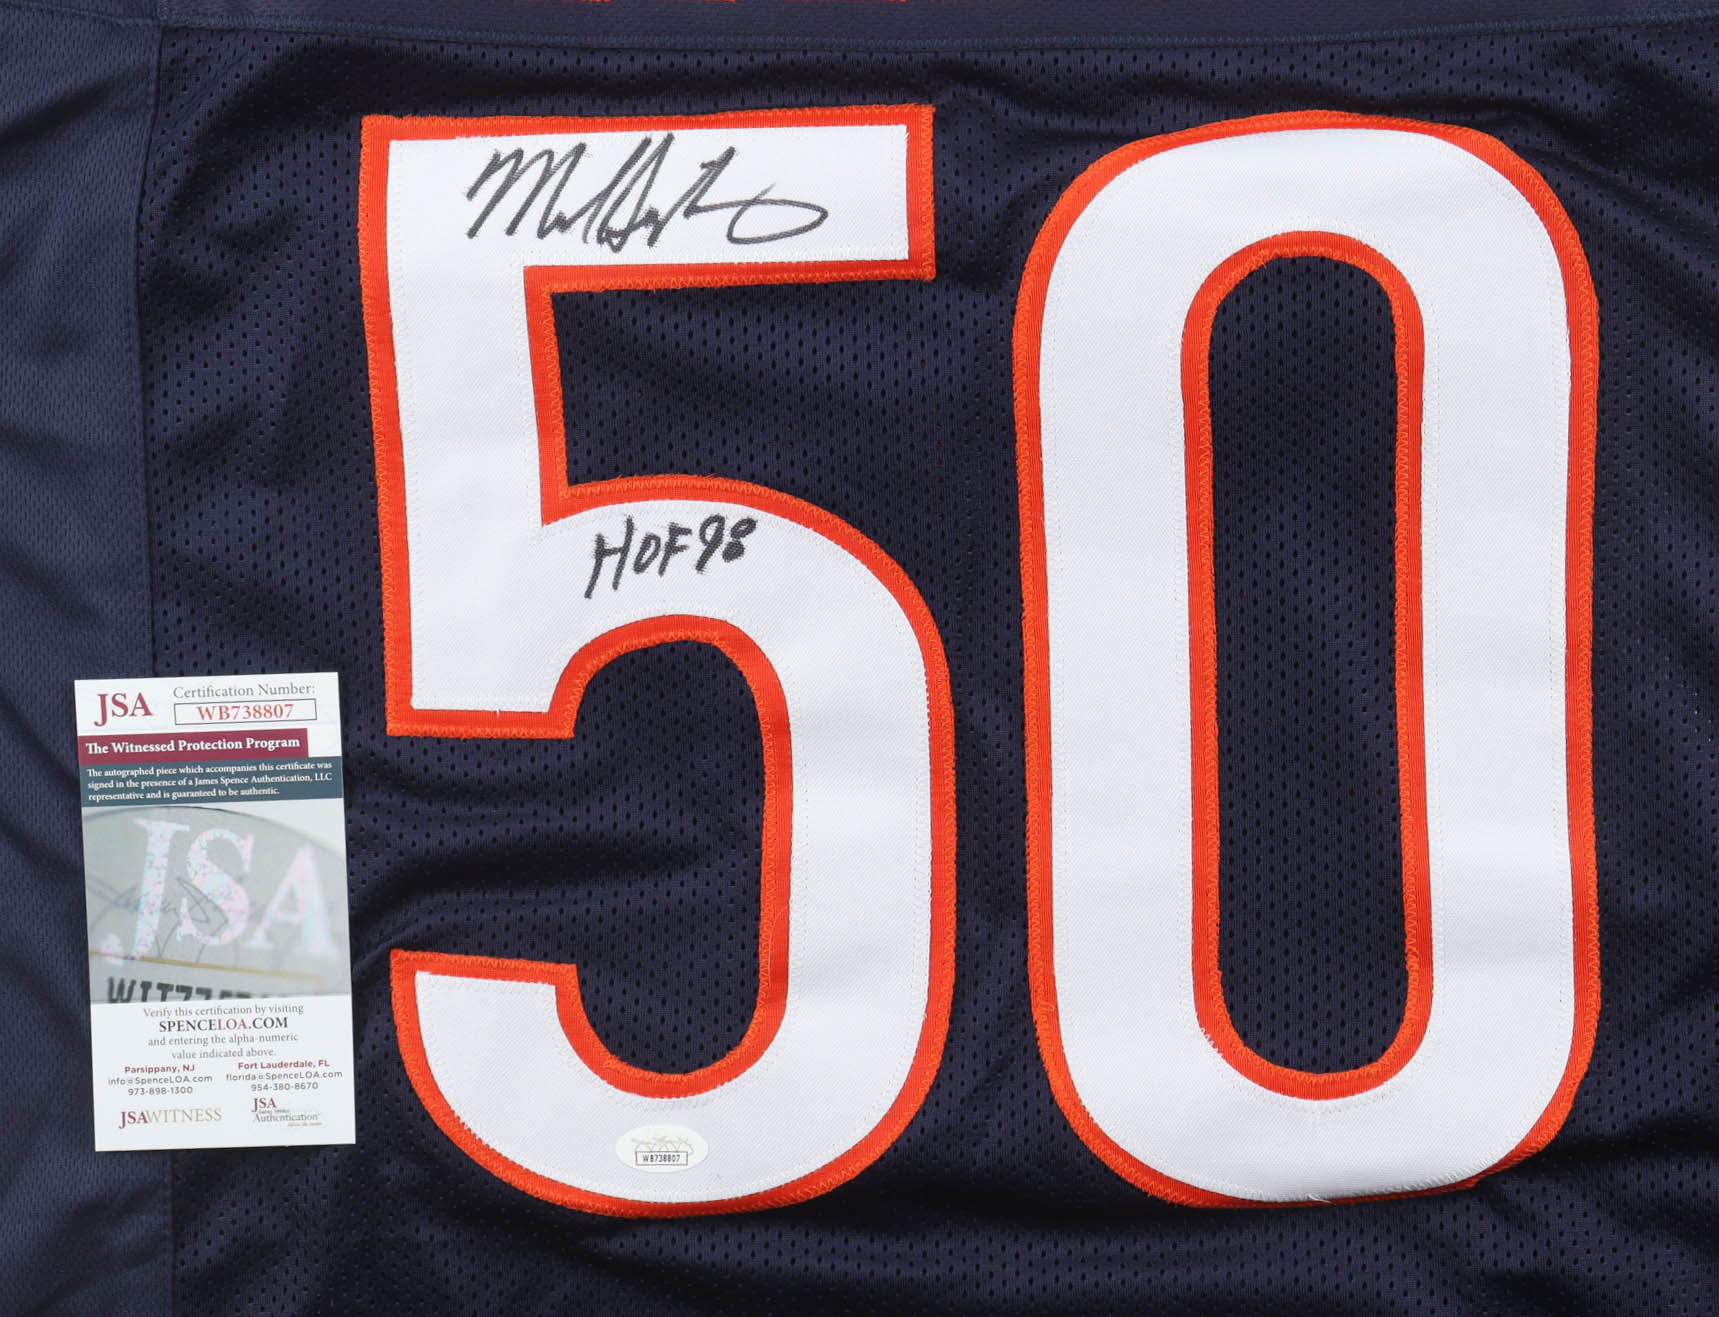 50
HOF 98
JSA
Certification Number:
WB738807
The Witnessed Protection Program
The autographed piece which accompanies this certificate was
signed in the presence of a James Spence Authentication, LLC
representative and is guaranteed to be authentic.
JSA
Verify this certification by visiting
SPENCELOA.COM
and entering the alpha-numeric
value indicated above.
Parsippany, NJ
info@SpenceLOA.com
973-898-1300
Fort Lauderdale, FL
florida@SpenceLOA.com
954-380-8670
JSAWITNESS
JSA
Authentication
WB738807